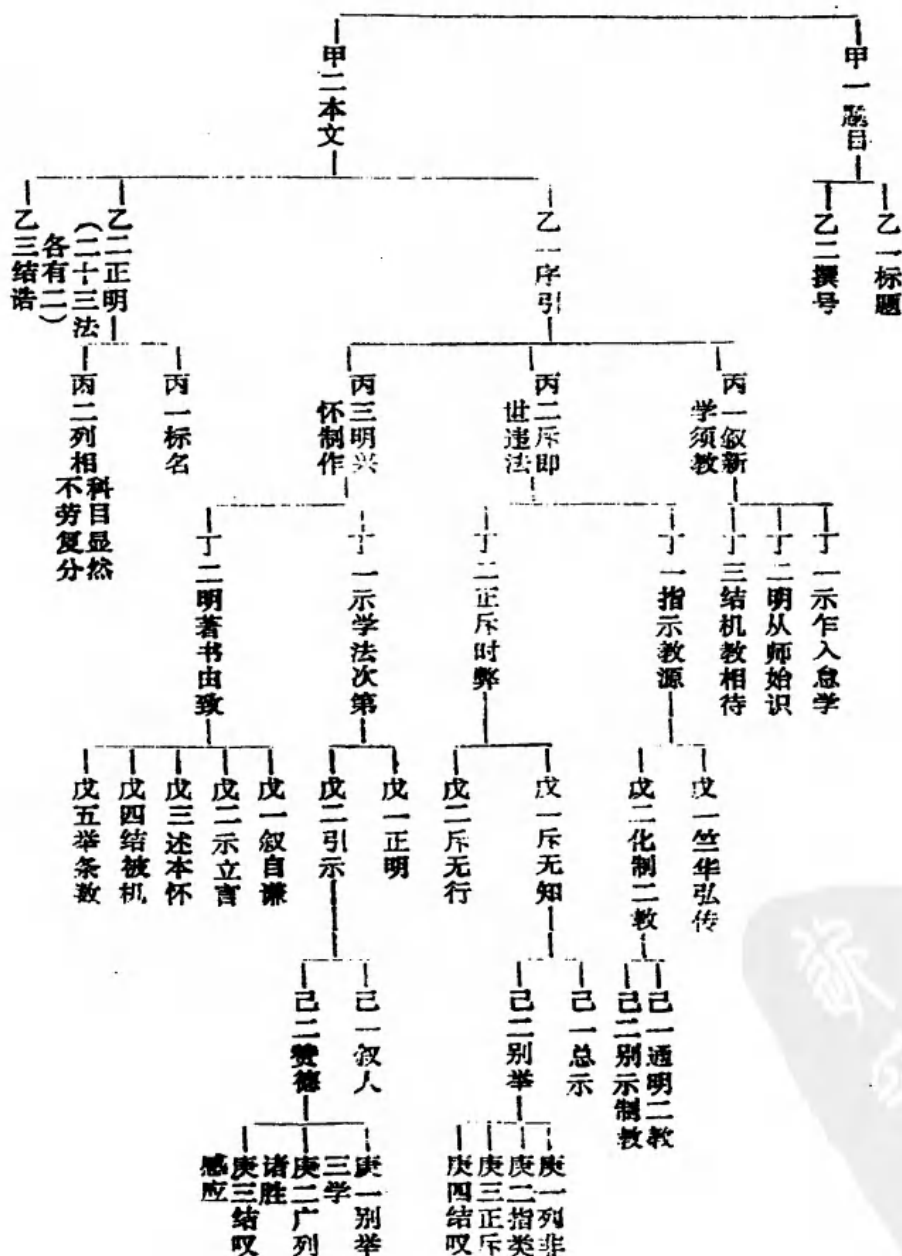 甲一题目
乙一标题
乙二撰号
甲二本文
乙一序引
丙一叙新学须教
丁一示乍入怠学
丁二明从师始识
丁三结机教相待
丙二斥即世违法
丁一指示教源
戊一竺华弘传
戊二化制二教
己一通明二教
己二别示制教
丁二正斥时弊
戊一斥无知
己一总示
己二别举
庚一列非
庚二指类
庚三正斥
庚四结叹
戊二斥无行
丙三明兴怀制作
丁一示学法次第
戊一正明
戊二引示
己一叙人
己二赞德
庚一别举三学
庚二广列诸胜
庚三结叹感应
丁二明著书由致
戊一叙自谦
戊二示立言
戊三述本怀
戊四结被机
戊五举条数
乙二正明
(二十三法各有二)
丙一标名
丙二列相
科目显然
不劳复分
乙三结诰